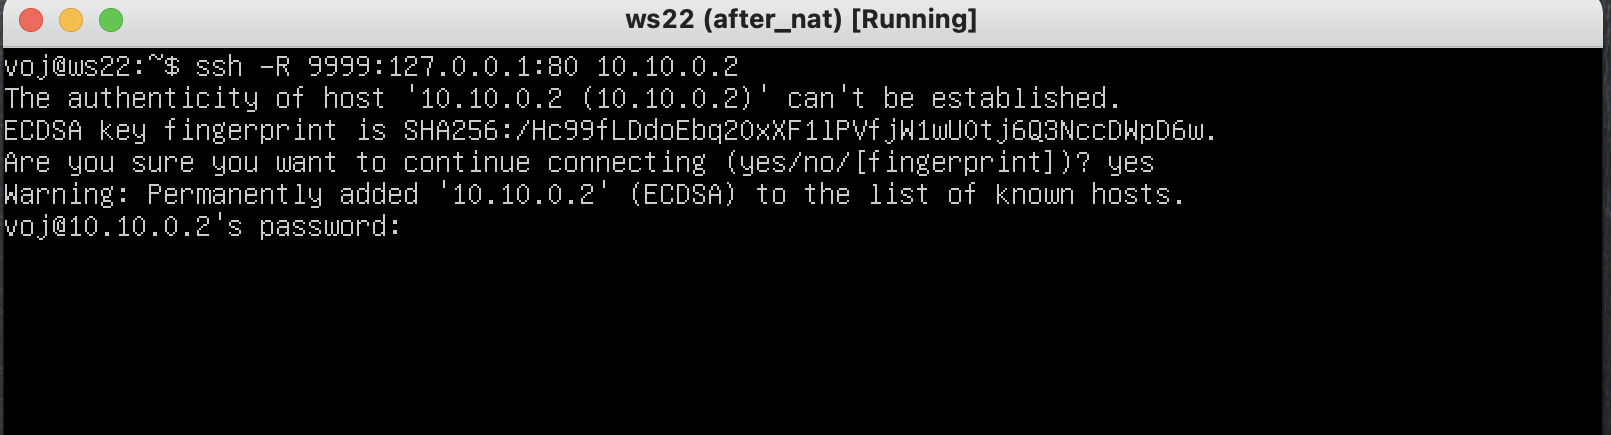 ws22 (after_nat) [Running]
voj@ws22:~$ ssh -R 9999:127.0.0.1:80 10.10.0.2
The authenticity of host '10.10.0.2 (10.10.0.2)' can't be established.
ECDSA key fingerprint is SHA256:/Hc99fLDdoEbq2OxXF1lPVfjW1wUOtj6Q3NccDWpD6w.
Are you sure you want to continue connecting (yes/no/[fingerprint])? yes
Warning: Permanently added '10.10.0.2' (ECDSA) to the list of known hosts.
voj@10.10.0.2's password: